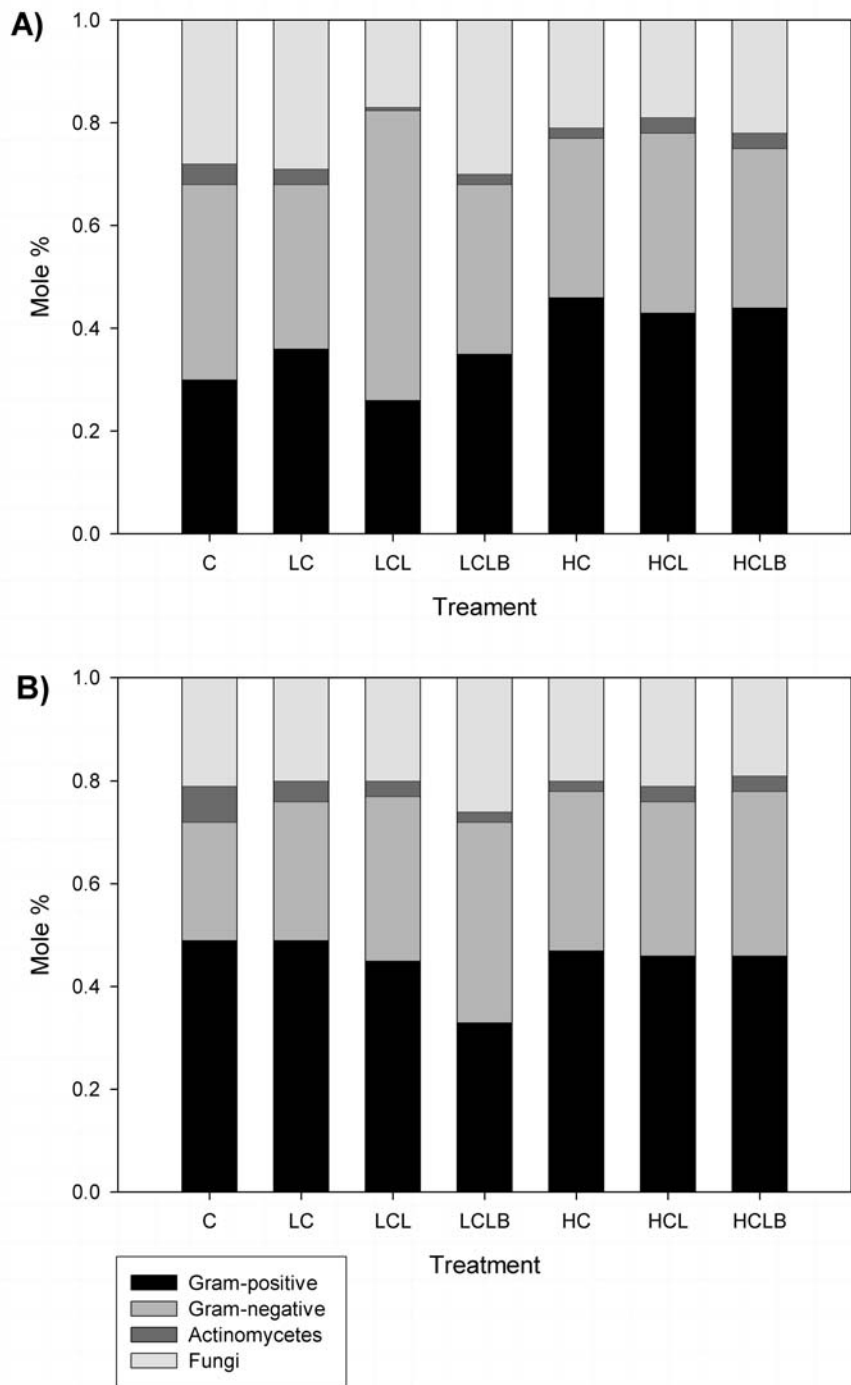 A)
1.0
0.8
0.6
0.4
0.2
0.0
Mole %
C LC LCL LCLB HC HCL HCLB
Treament
B)
1.0
0.8
0.6
0.4
0.2
0.0
Mole %
C LC LCL LCLB HC HCL HCLB
Treatment
Gram-positive
Gram-negative
Actinomycetes
Fungi